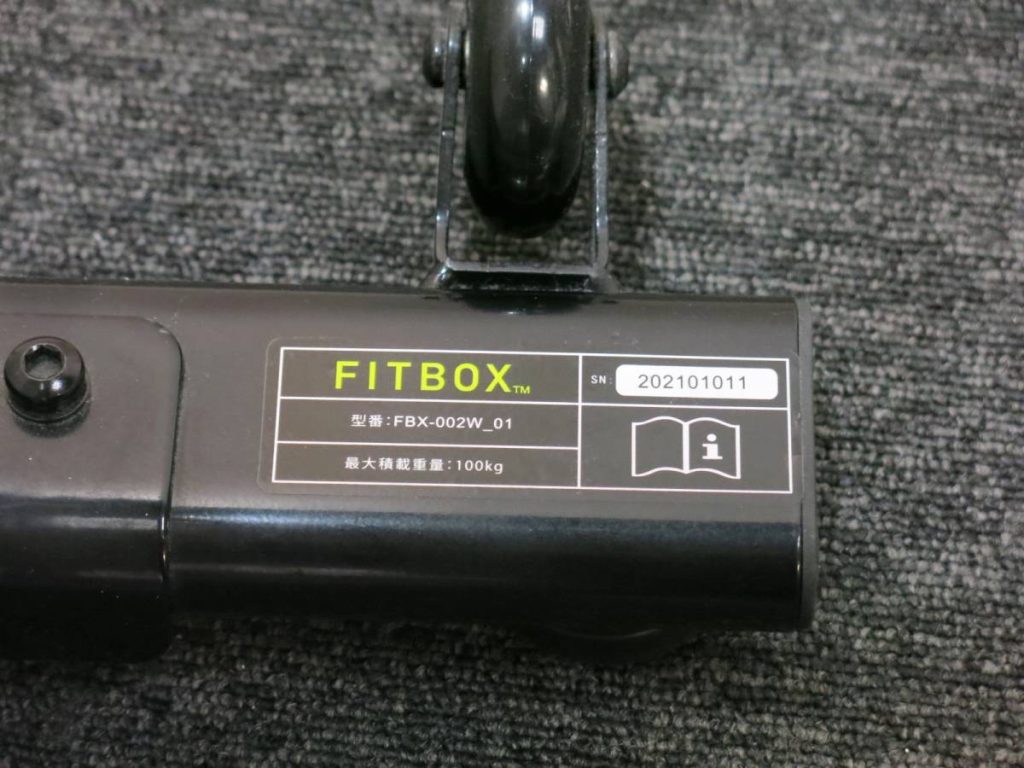 FITBOX™
SN: 202101011
型番：FBX-002W_01
最大積載重量：100kg
i